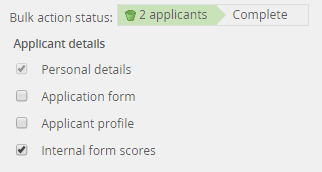 Bulk action status: 2 applicants Complete
Applicant details
Personal details
Application form
Applicant profile
Internal form scores